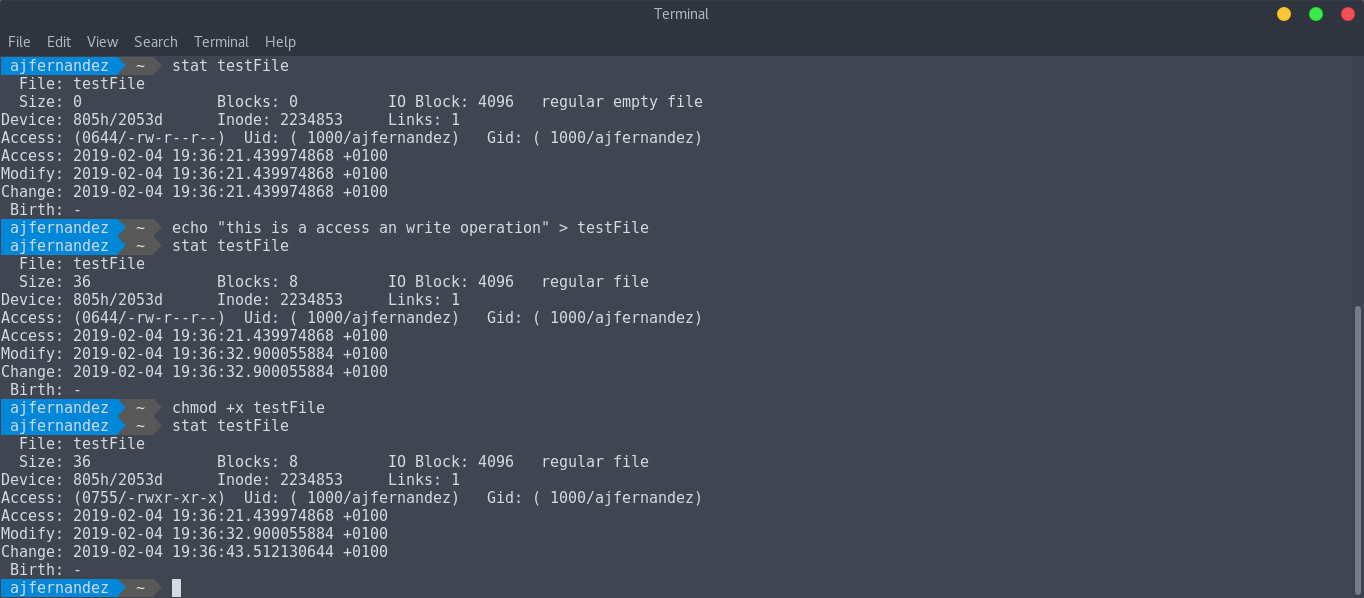 Terminal
File Edit View Search Terminal Help
ajfernandez ~ stat testFile
File: testFile
Size: 0 Blocks: 0 IO Block: 4096 regular empty file
Device: 805h/2053d Inode: 2234853 Links: 1
Access: (0644/-rw-r--r--) Uid: ( 1000/ajfernandez) Gid: ( 1000/ajfernandez)
Access: 2019-02-04 19:36:21.439974868 +0100
Modify: 2019-02-04 19:36:21.439974868 +0100
Change: 2019-02-04 19:36:21.439974868 +0100
Birth: -
ajfernandez ~ echo "this is a access an write operation" > testFile
ajfernandez ~ stat testFile
File: testFile
Size: 36 Blocks: 8 IO Block: 4096 regular file
Device: 805h/2053d Inode: 2234853 Links: 1
Access: (0644/-rw-r--r--) Uid: ( 1000/ajfernandez) Gid: ( 1000/ajfernandez)
Access: 2019-02-04 19:36:21.439974868 +0100
Modify: 2019-02-04 19:36:32.900055884 +0100
Change: 2019-02-04 19:36:32.900055884 +0100
Birth: -
ajfernandez ~ chmod +x testFile
ajfernandez ~ stat testFile
File: testFile
Size: 36 Blocks: 8 IO Block: 4096 regular file
Device: 805h/2053d Inode: 2234853 Links: 1
Access: (0755/-rwxr-xr-x) Uid: ( 1000/ajfernandez) Gid: ( 1000/ajfernandez)
Access: 2019-02-04 19:36:21.439974868 +0100
Modify: 2019-02-04 19:36:32.900055884 +0100
Change: 2019-02-04 19:36:43.512130644 +0100
Birth: -
ajfernandez ~